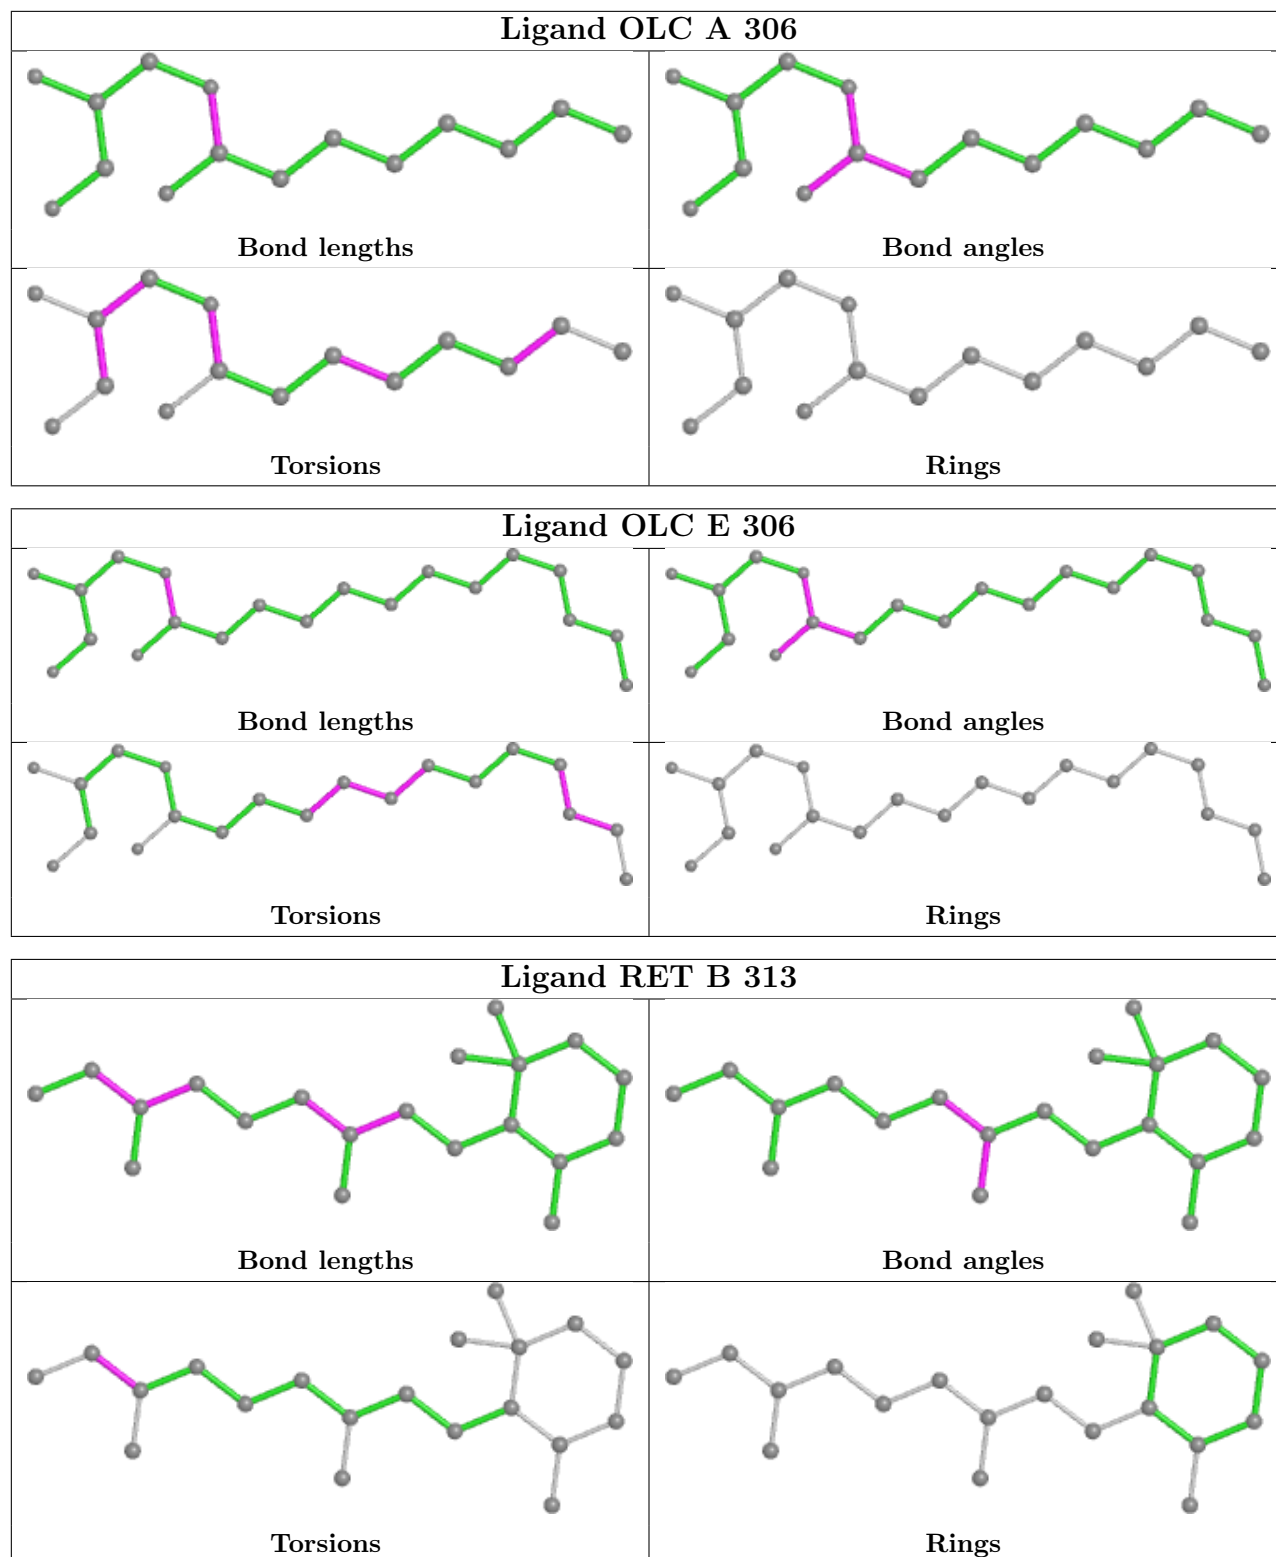 Ligand OLC A 306
Bond lengths
Bond angles
Torsions
Rings
Ligand OLC E 306
Bond lengths
Bond angles
Torsions
Rings
Ligand RET B 313
Bond lengths
Bond angles
Torsions
Rings